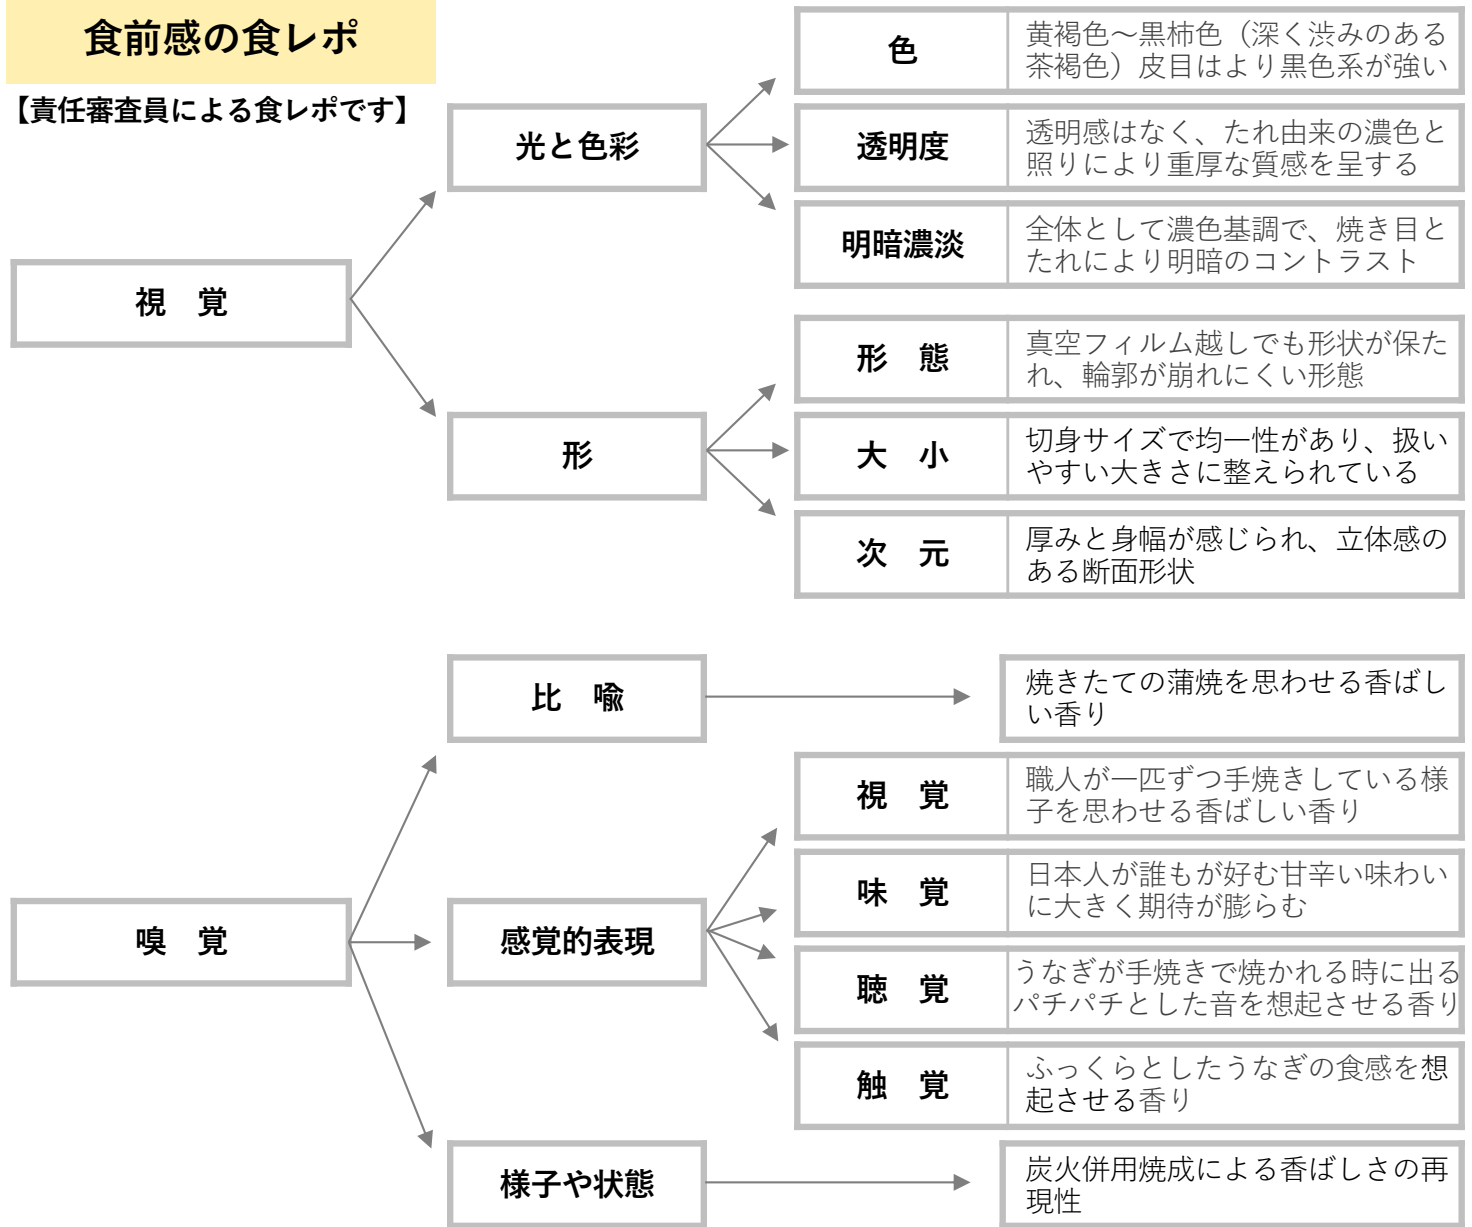 食前感の食レポ
【責任審査員による食レポです】
視　覚
光と色彩
色
黄褐色～黒柿色（深く渋みのある
茶褐色）皮目はより黒色系が強い
透明度
透明感はなく、たれ由来の濃色と
照りにより重厚な質感を呈する
明暗濃淡
全体として濃色基調で、焼き目と
たれにより明暗のコントラスト
形
形　態
真空フィルム越しでも形状が保た
れ、輪郭が崩れにくい形態
大　小
切身サイズで均一性があり、扱い
やすい大きさに整えられている
次　元
厚みと身幅が感じられ、立体感の
ある断面形状
嗅　覚
比　喩
焼きたての蒲焼を思わせる香ばし
い香り
感覚的表現
視　覚
職人が一匹ずつ手焼きしている様
子を思わせる香ばしい香り
味　覚
日本人が誰もが好む甘辛い味わい
に大きく期待が膨らむ
聴　覚
うなぎが手焼きで焼かれる時に出る
パチパチとした音を想起させる香り
触　覚
ふっくらとしたうなぎの食感を想
起させる香り
様子や状態
炭火併用焼成による香ばしさの再
現性